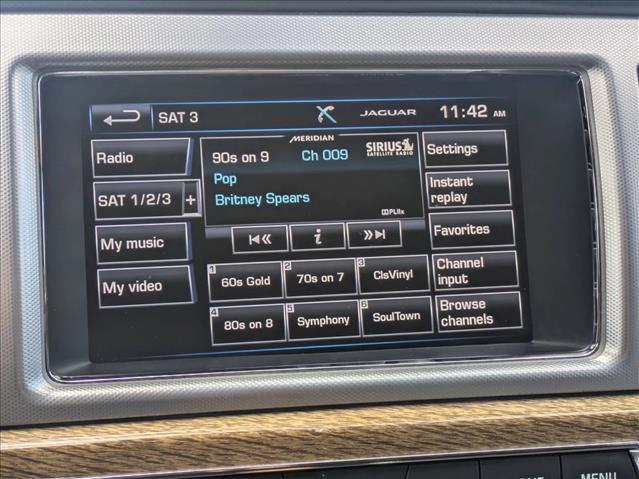 SAT 3 JAGUAR 11:42 AM
MERIDIAN
Radio
90s on 9 Ch 009 SIRIUS
SATELLITE RADIO
Settings
Pop
SAT 1/2/3 +
Britney Spears
Instant
replay
PLIIx
My music
i
Favorites
My video
1 60s Gold
2 70s on 7
3 ClsVinyl
Channel
input
4 80s on 8
5 Symphony
6 SoulTown
Browse
channels
MENU